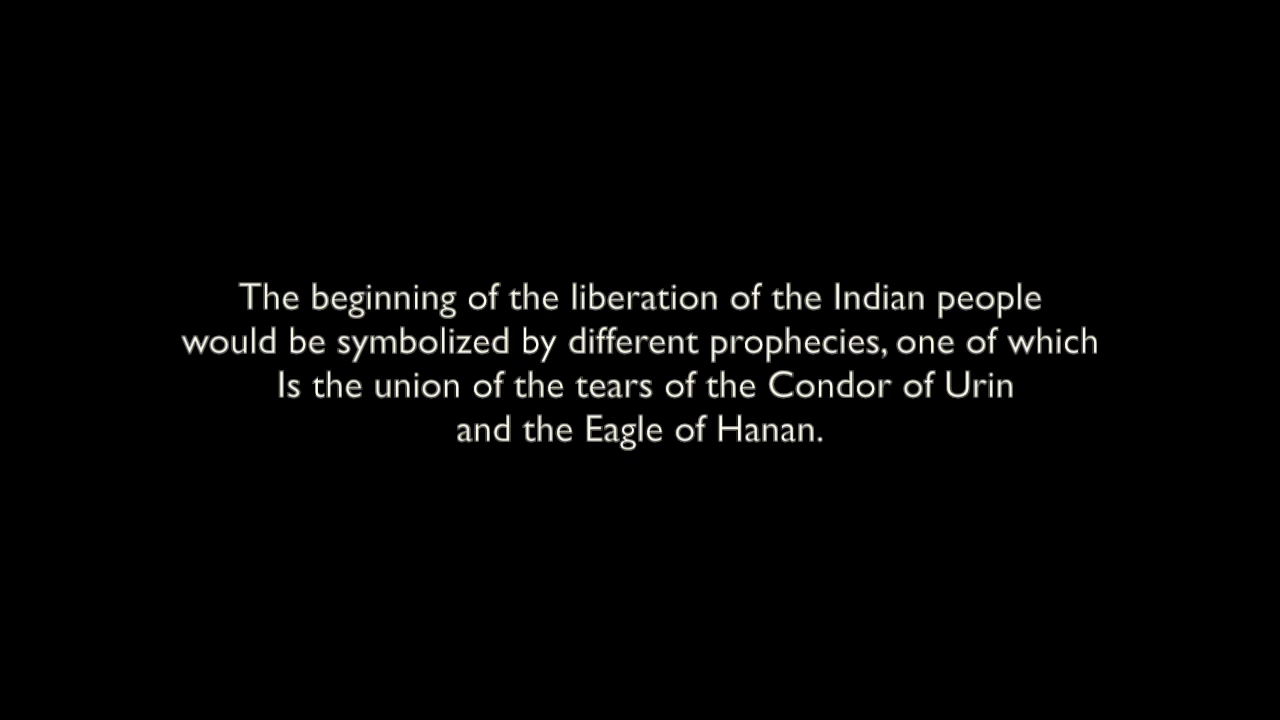 The beginning of the liberation of the Indian people
would be symbolized by different prophecies, one of which
Is the union of the tears of the Condor of Urin
and the Eagle of Hanan.